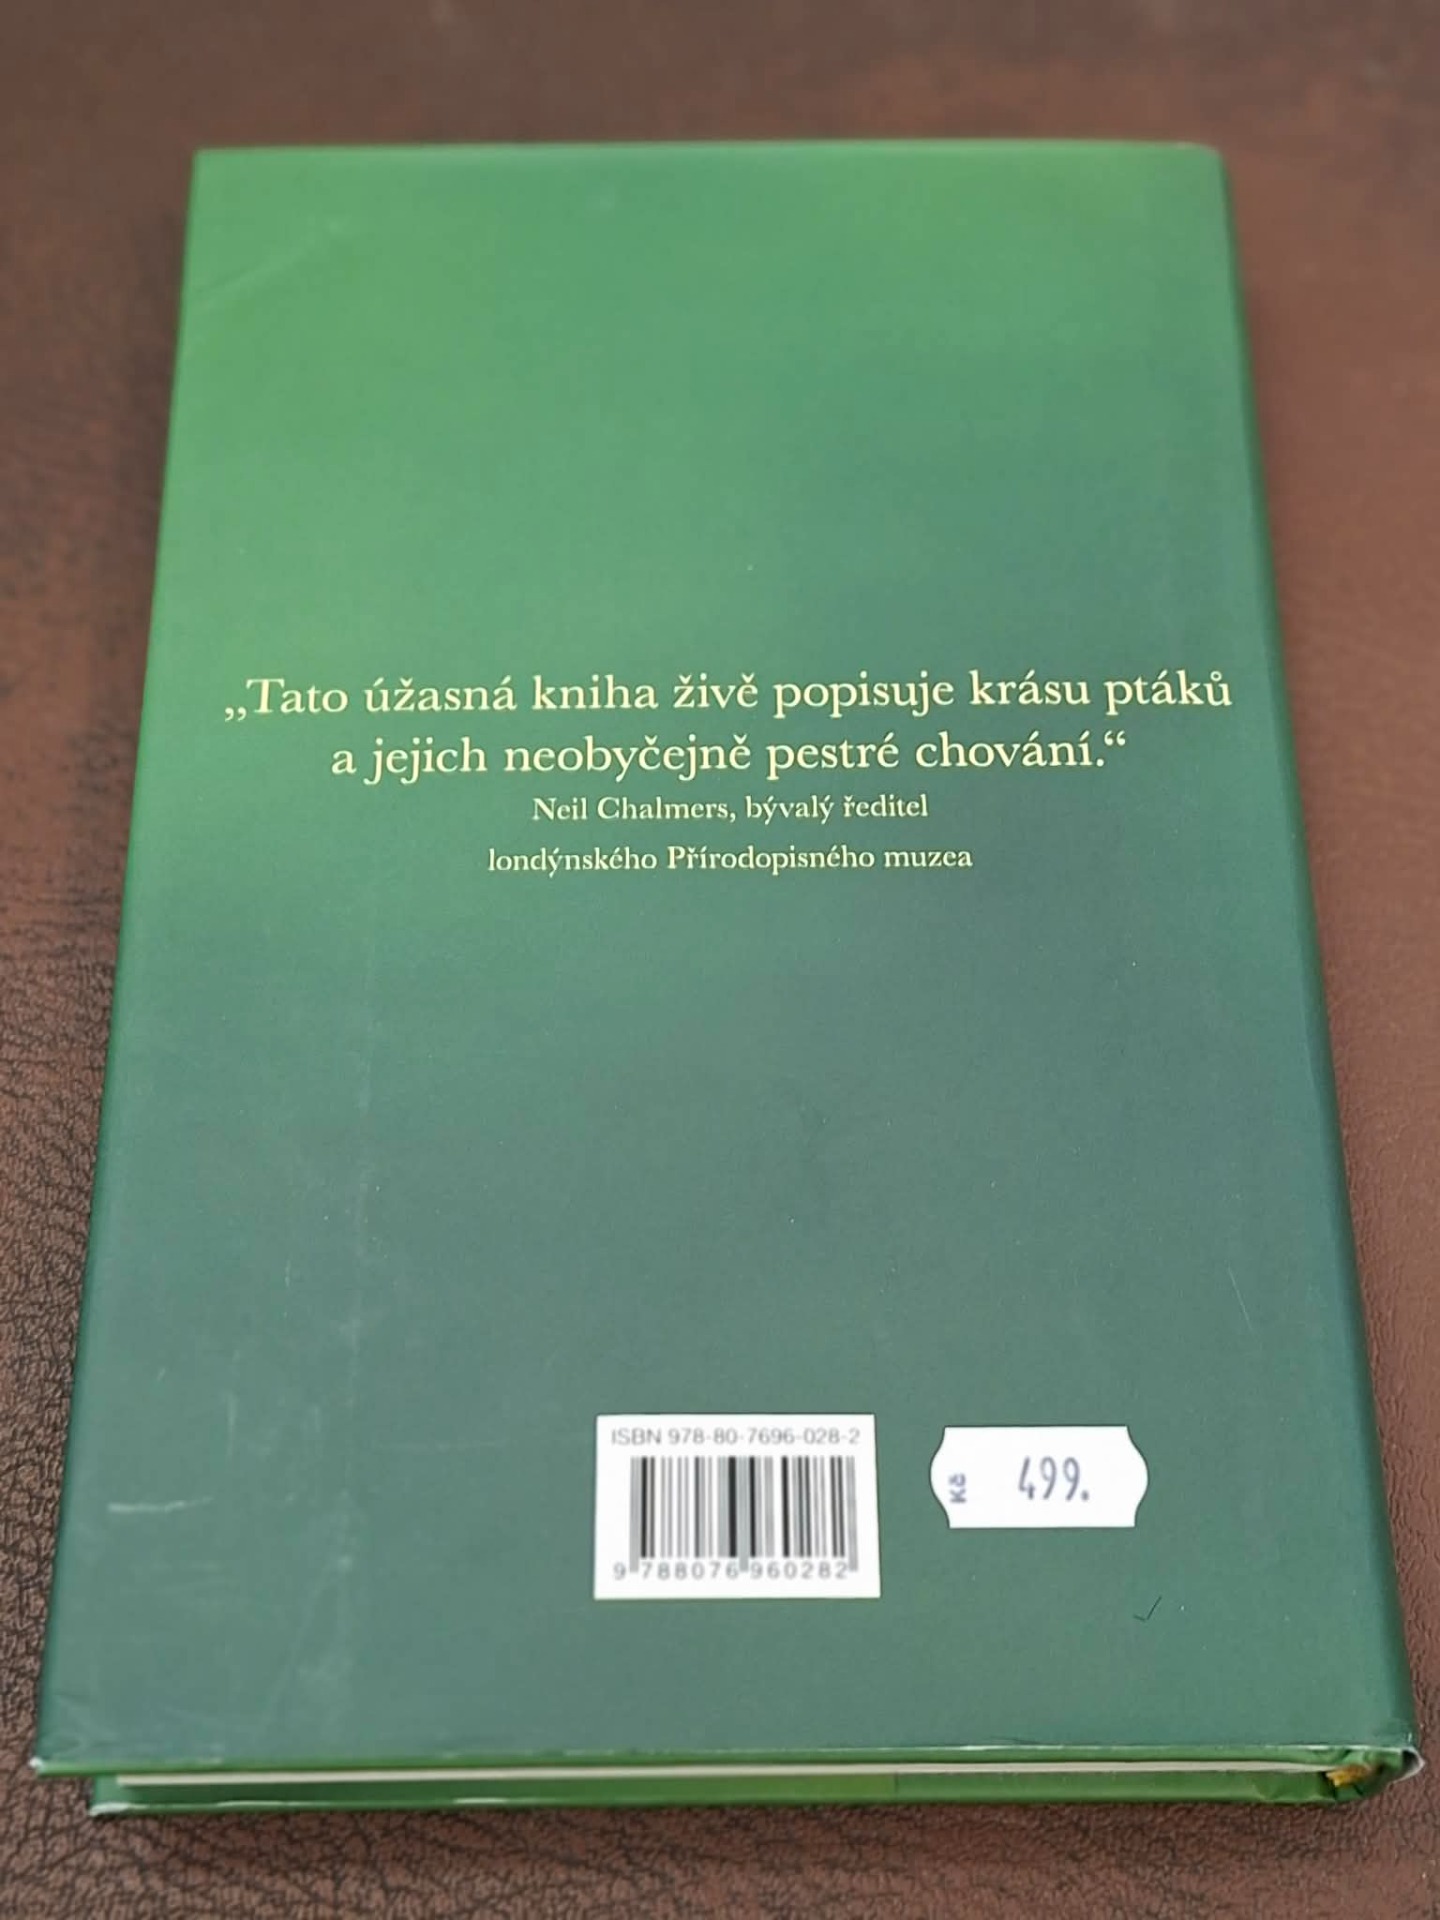 „Tato úžasná kniha živě popisuje krásu ptáků
a jejich neobyčejně pestré chování.“
Neil Chalmers, bývalý ředitel
londýnského Přírodopisného muzea
ISBN 978-80-7696-028-2
9 788076 960282
Kč 499.